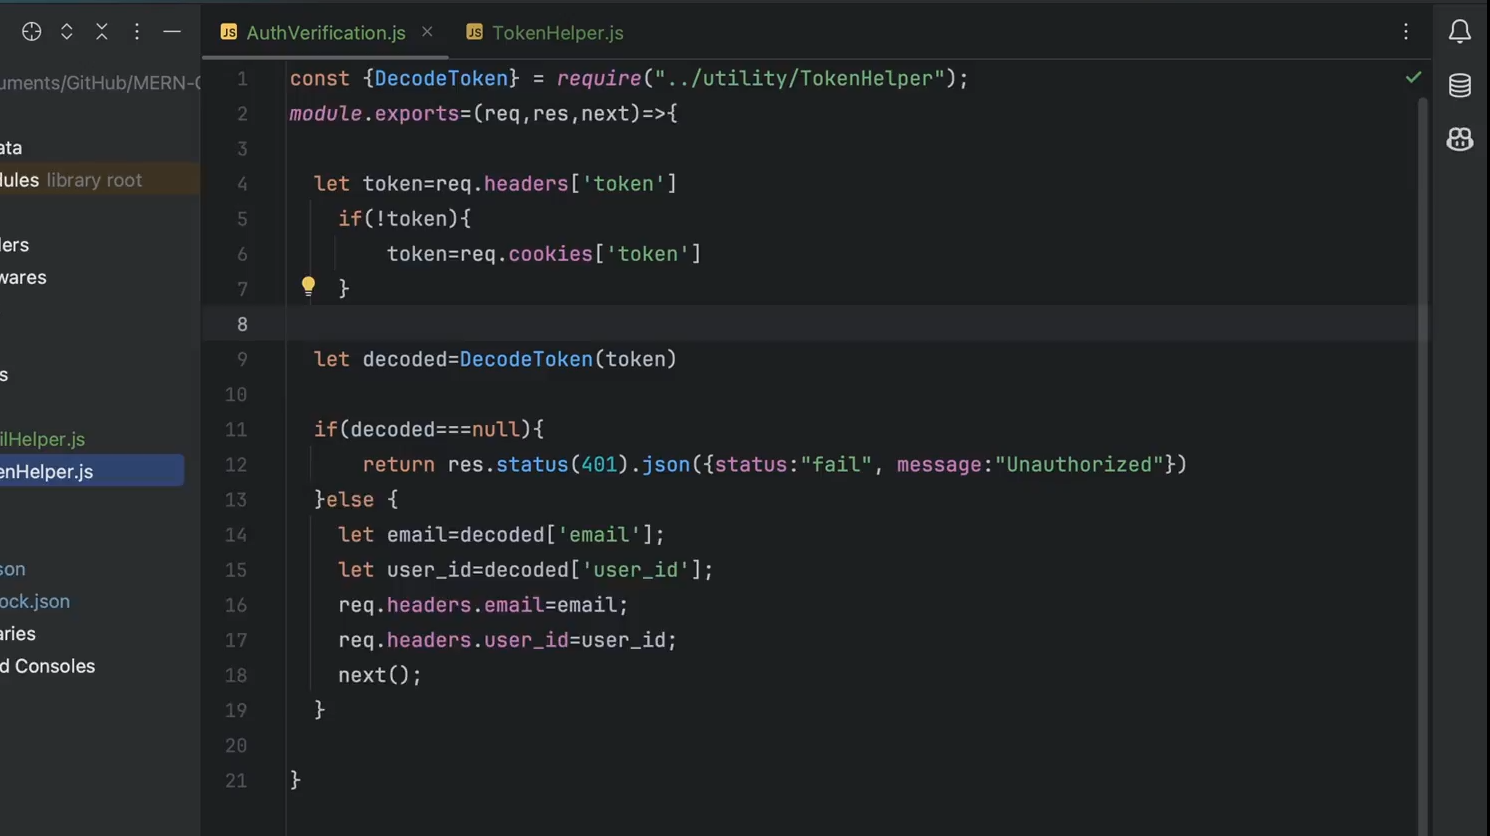 AuthVerification.js
TokenHelper.js
uments/GitHub/MERN-
ata
dules library root
lers
wares
s
ilHelper.js
enHelper.js
son
ock.json
aries
d Consoles
1 const {DecodeToken} = require("../utility/TokenHelper");
2 module.exports=(req,res,next)=>{
3
4 let token=req.headers['token']
5 if(!token){
6 token=req.cookies['token']
7 }
8
9 let decoded=DecodeToken(token)
10
11 if(decoded===null){
12 return res.status(401).json({status:"fail", message:"Unauthorized"})
13 }else {
14 let email=decoded['email'];
15 let user_id=decoded['user_id'];
16 req.headers.email=email;
17 req.headers.user_id=user_id;
18 next();
19 }
20
21 }